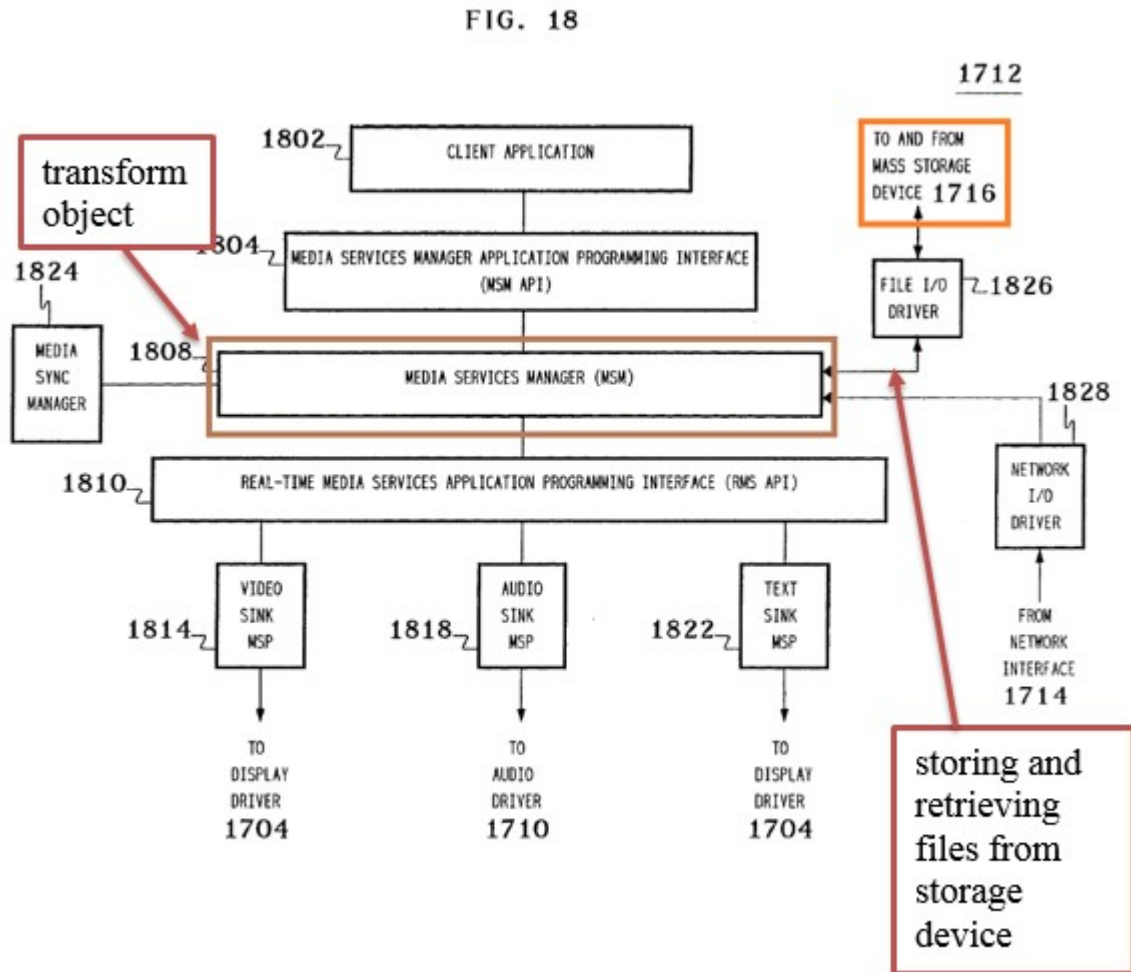 FIG. 18
1712
1802
CLIENT APPLICATION
TO AND FROM
MASS STORAGE
DEVICE 1716
transform
object
1804
MEDIA SERVICES MANAGER APPLICATION PROGRAMMING INTERFACE
(MSM API)
1824
FILE I/O
DRIVER
1826
MEDIA
SYNC
MANAGER
1808
MEDIA SERVICES MANAGER (MSM)
1828
1810
REAL-TIME MEDIA SERVICES APPLICATION PROGRAMMING INTERFACE (RMS API)
NETWORK
I/O
DRIVER
VIDEO
SINK
MSP
1814
AUDIO
SINK
MSP
1818
TEXT
SINK
MSP
1822
FROM
NETWORK
INTERFACE
1714
TO
DISPLAY
DRIVER
1704
TO
AUDIO
DRIVER
1710
TO
DISPLAY
DRIVER
1704
storing and
retrieving
files from
storage
device